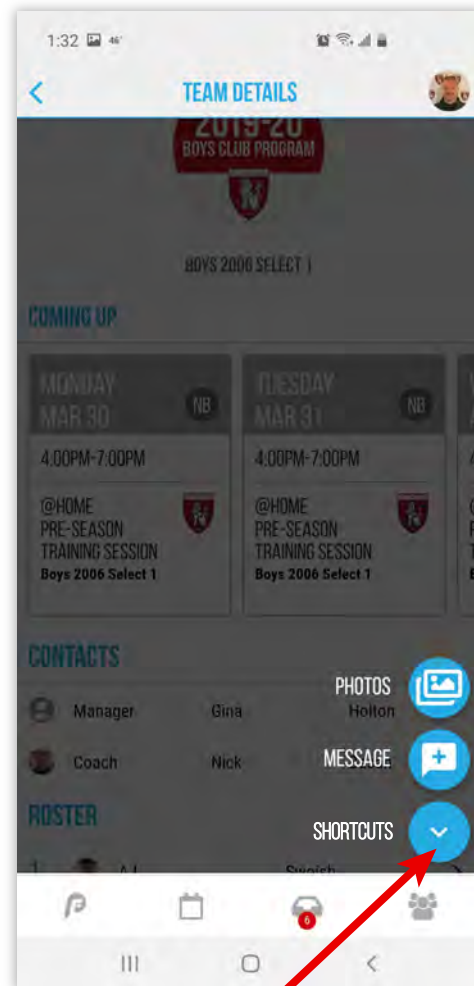 1:32 46°
TEAM DETAILS
2019-20
BOYS CLUB PROGRAM
N
BOYS 2006 SELECT 1
COMING UP
MONDAY
MAR 30
NB
4:00PM-7:00PM
@HOME
PRE-SEASON
TRAINING SESSION
Boys 2006 Select 1
TUESDAY
MAR 31
NB
4:00PM-7:00PM
@HOME
PRE-SEASON
TRAINING SESSION
Boys 2006 Select 1
CONTACTS
Manager Gina Holton
Coach Nick
ROSTER
PHOTOS
MESSAGE
SHORTCUTS
6